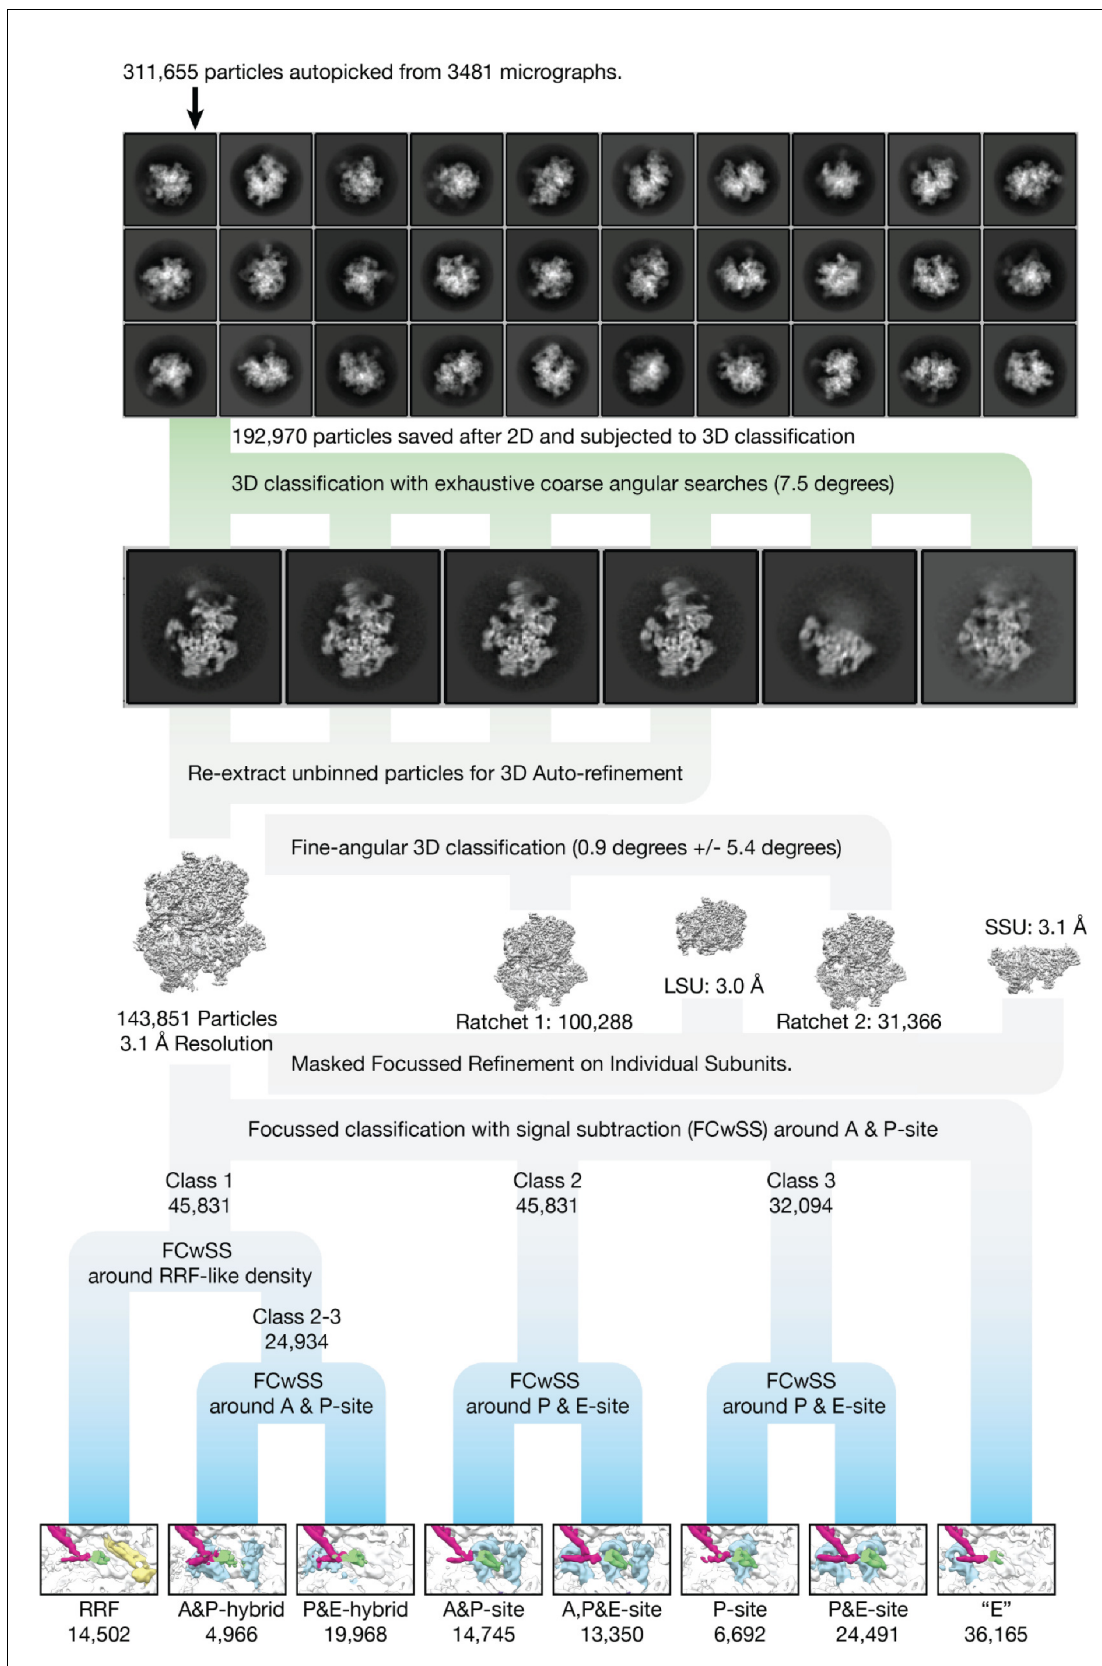 311,655 particles autopicked from 3481 micrographs.
192,970 particles saved after 2D and subjected to 3D classification
3D classification with exhaustive coarse angular searches (7.5 degrees)
Re-extract unbinned particles for 3D Auto-refinement
Fine-angular 3D classification (0.9 degrees +/- 5.4 degrees)
SSU: 3.1 Å
LSU: 3.0 Å
143,851 Particles
3.1 Å Resolution
Ratchet 1: 100,288
Ratchet 2: 31,366
Masked Focussed Refinement on Individual Subunits.
Focussed classification with signal subtraction (FCwSS) around A & P-site
Class 1
45,831
Class 2
45,831
Class 3
32,094
FCwSS
around RRF-like density
Class 2-3
24,934
FCwSS
around A & P-site
FCwSS
around P & E-site
FCwSS
around P & E-site
RRF
14,502
A&P-hybrid
4,966
P&E-hybrid
19,968
A&P-site
14,745
A,P&E-site
13,350
P-site
6,692
P&E-site
24,491
“E”
36,165